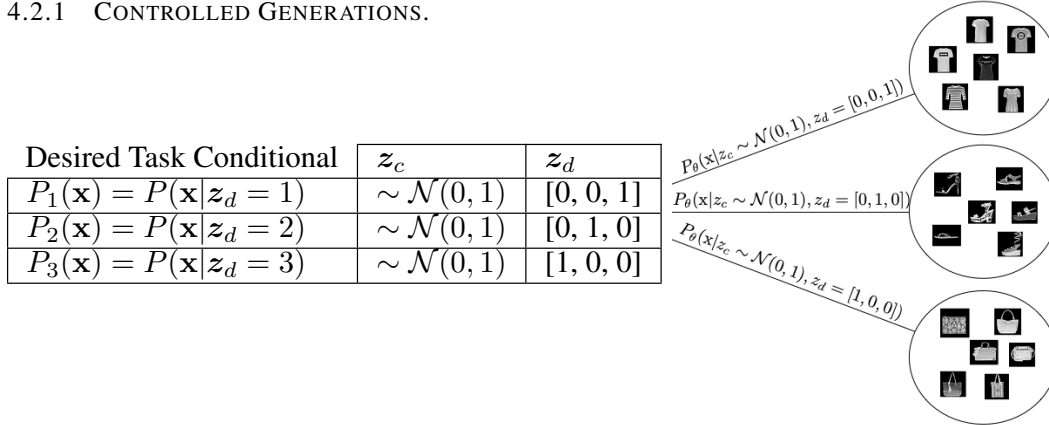 4.2.1 CONTROLLED GENERATIONS.
Desired Task Conditional z_c z_d
P_1(x) = P(x|z_d = 1) ∼ N(0, 1) [0, 0, 1]
P_2(x) = P(x|z_d = 2) ∼ N(0, 1) [0, 1, 0]
P_3(x) = P(x|z_d = 3) ∼ N(0, 1) [1, 0, 0]
P_θ(x|z_c ∼ N(0, 1), z_d = [0, 0, 1])
P_θ(x|z_c ∼ N(0, 1), z_d = [0, 1, 0])
P_θ(x|z_c ∼ N(0, 1), z_d = [1, 0, 0])